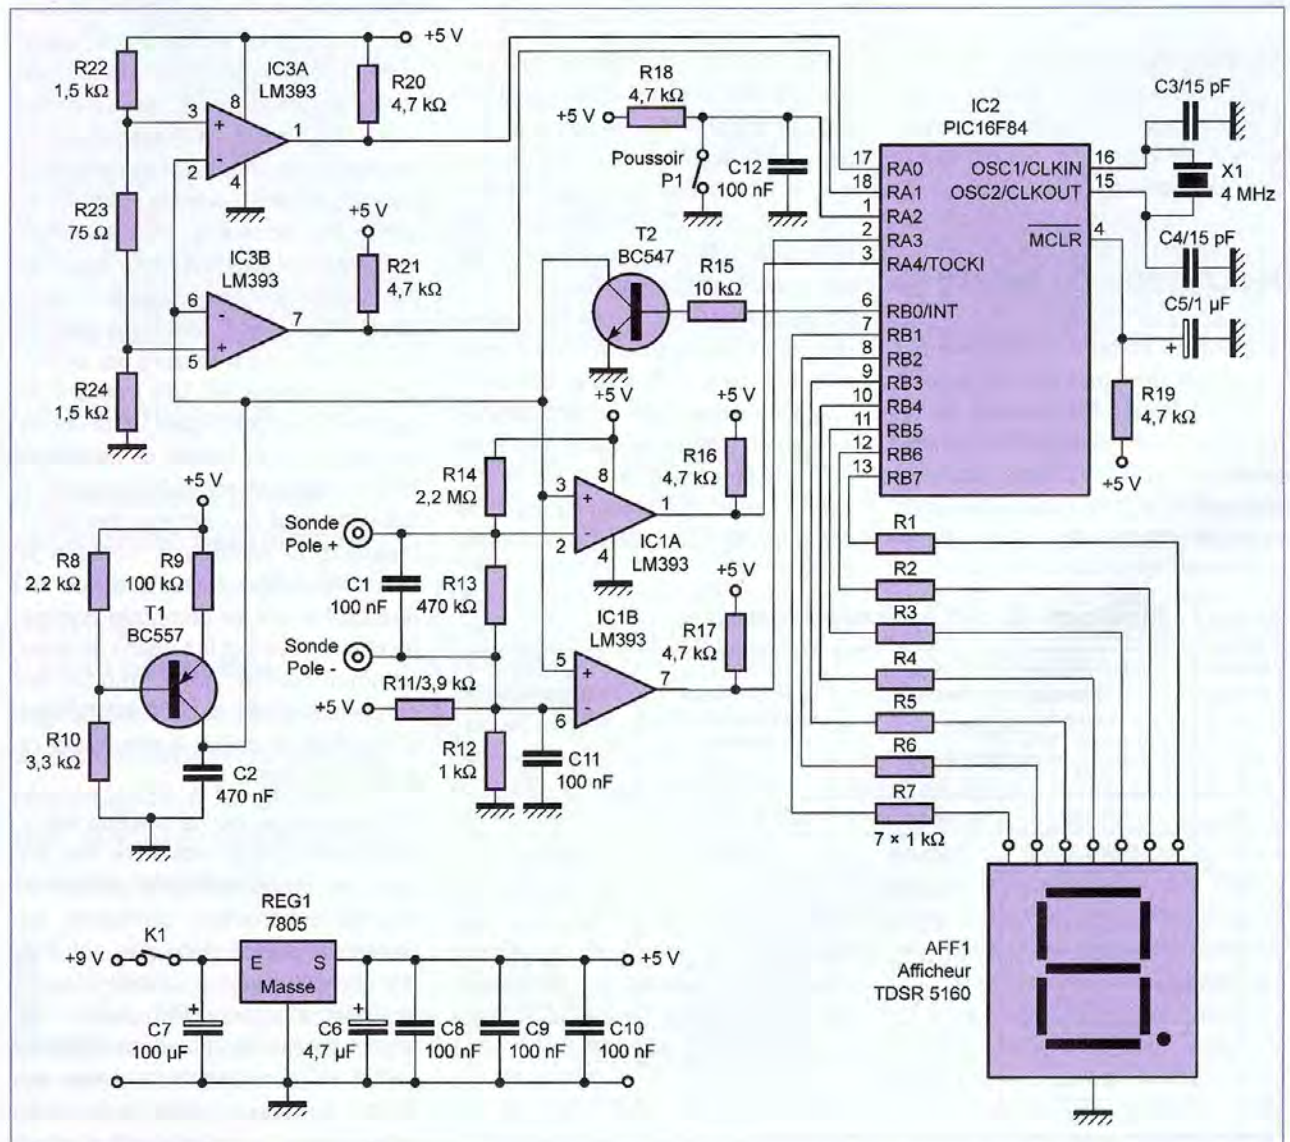 +5 V
R22
1,5 kΩ
IC3A
LM393
R20
4,7 kΩ
3
+
8
1
2
-
4
R23
75 Ω
+5 V
IC3B
LM393
R21
4,7 kΩ
6
-
7
5
+
R24
1,5 kΩ
R18
4,7 kΩ
+5 V
Poussoir
P1
C12
100 nF
T2
BC547
R15
10 kΩ
IC2
PIC16F84
17
RA0
18
RA1
1
RA2
2
RA3
3
RA4/TOCKI
6
RB0/INT
7
RB1
8
RB2
9
RB3
10
RB4
11
RB5
12
RB6
13
RB7
OSC1/CLKIN
16
OSC2/CLKOUT
15
MCLR
4
C3/15 pF
X1
4 MHz
C4/15 pF
C5/1 µF
+
R19
4,7 kΩ
+5 V
+5 V
R8
2,2 kΩ
R9
100 kΩ
T1
BC557
R10
3,3 kΩ
C2
470 nF
+5 V
R14
2,2 MΩ
Sonde
Pole +
C1
100 nF
R13
470 kΩ
Sonde
Pole -
R11/3,9 kΩ
+5 V
R12
1 kΩ
C11
100 nF
3
+
8
1
2
-
4
IC1A
LM393
IC1B
LM393
5
+
7
6
-
+5 V
R16
4,7 kΩ
+5 V
R17
4,7 kΩ
R1
R2
R3
R4
R5
R6
R7
7 × 1 kΩ
AFF1
Afficheur
TDSR 5160
REG1
7805
K1
+9 V
E
S
Masse
+5 V
+
C7
100 µF
+
C6
4,7 µF
C8
100 nF
C9
100 nF
C10
100 nF